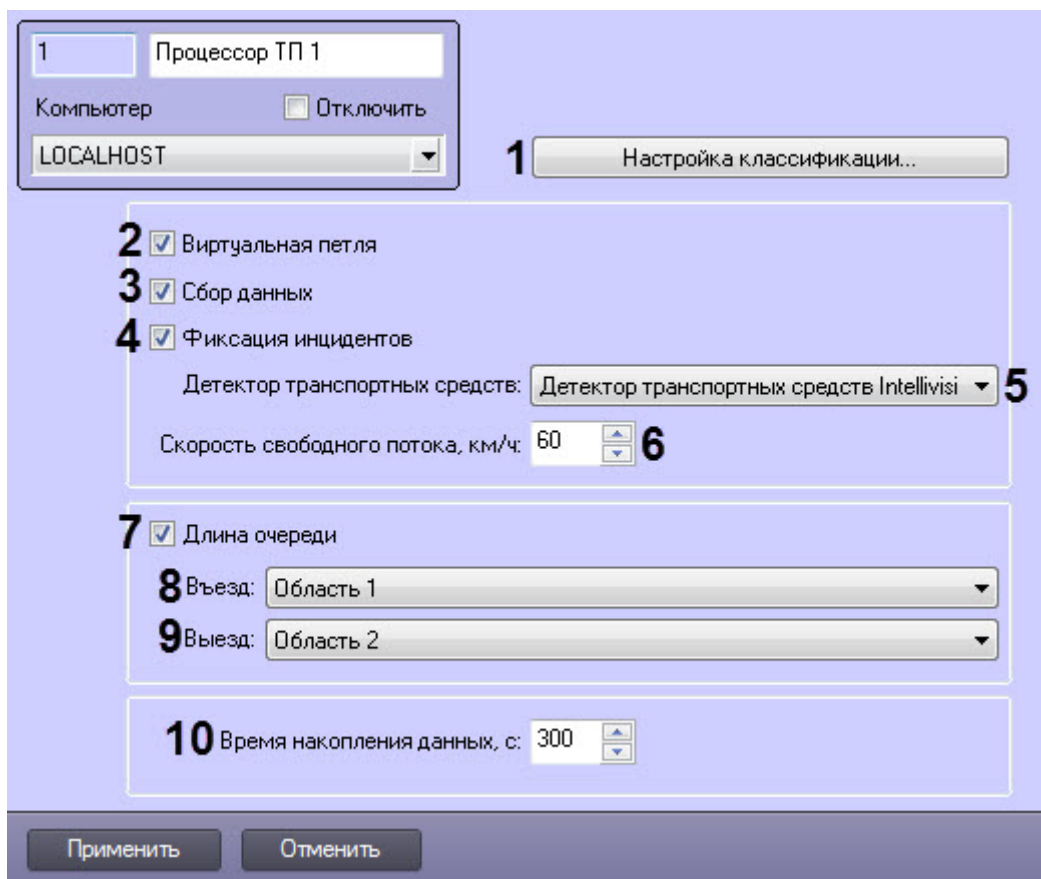 1 Процессор ТП 1
Компьютер Отключить
LOCALHOST
1 Настройка классификации...
2 Виртуальная петля
3 Сбор данных
4 Фиксация инцидентов
Детектор транспортных средств: Детектор транспортных средств Intellivisi 5
Скорость свободного потока, км/ч: 60 6
7 Длина очереди
8 Въезд: Область 1
9 Выезд: Область 2
10 Время накопления данных, с: 300
Применить Отменить